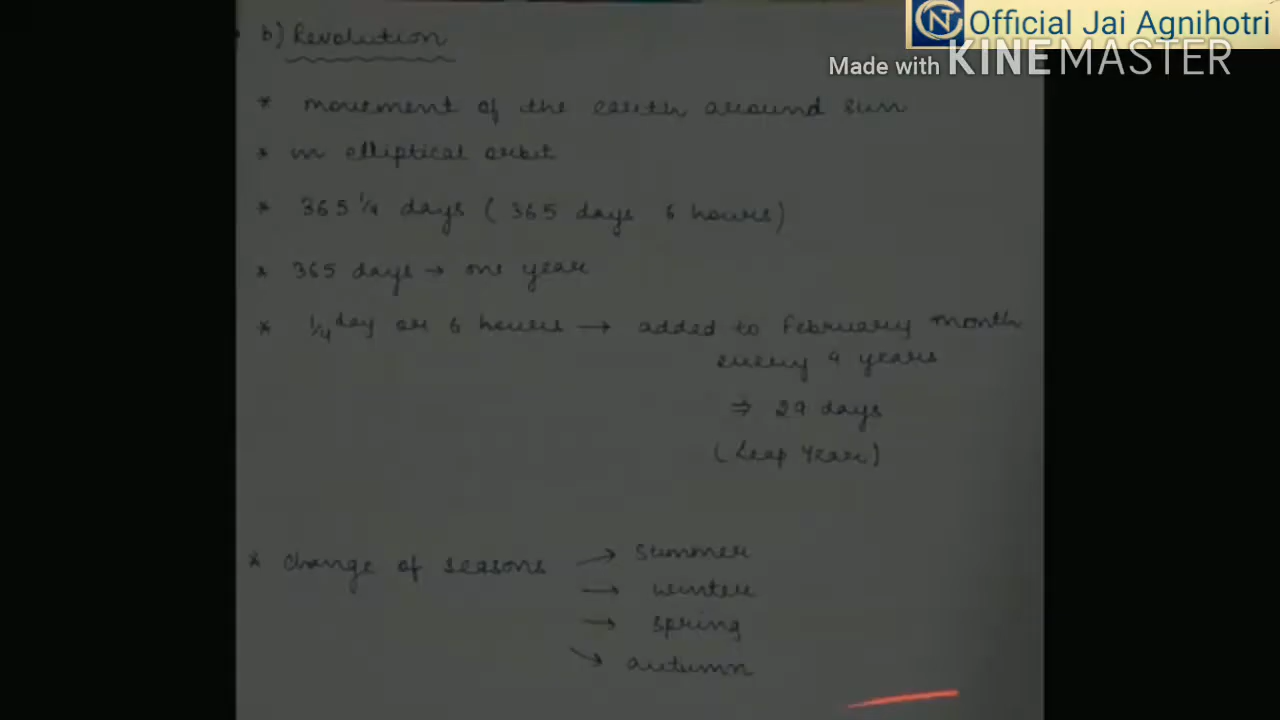 Official Jai Agnihotri
Made with KINEMASTER
b) Revolution
* movement of the earth around sun
* in elliptical orbit
* 365 1/4 days (365 days 6 hours)
* 365 days → one year
* 1/4 day or 6 hours → added to February month
every 4 years
⇒ 29 days
(Leap Year)
* change of seasons → summer
→ winter
→ spring
→ autumn